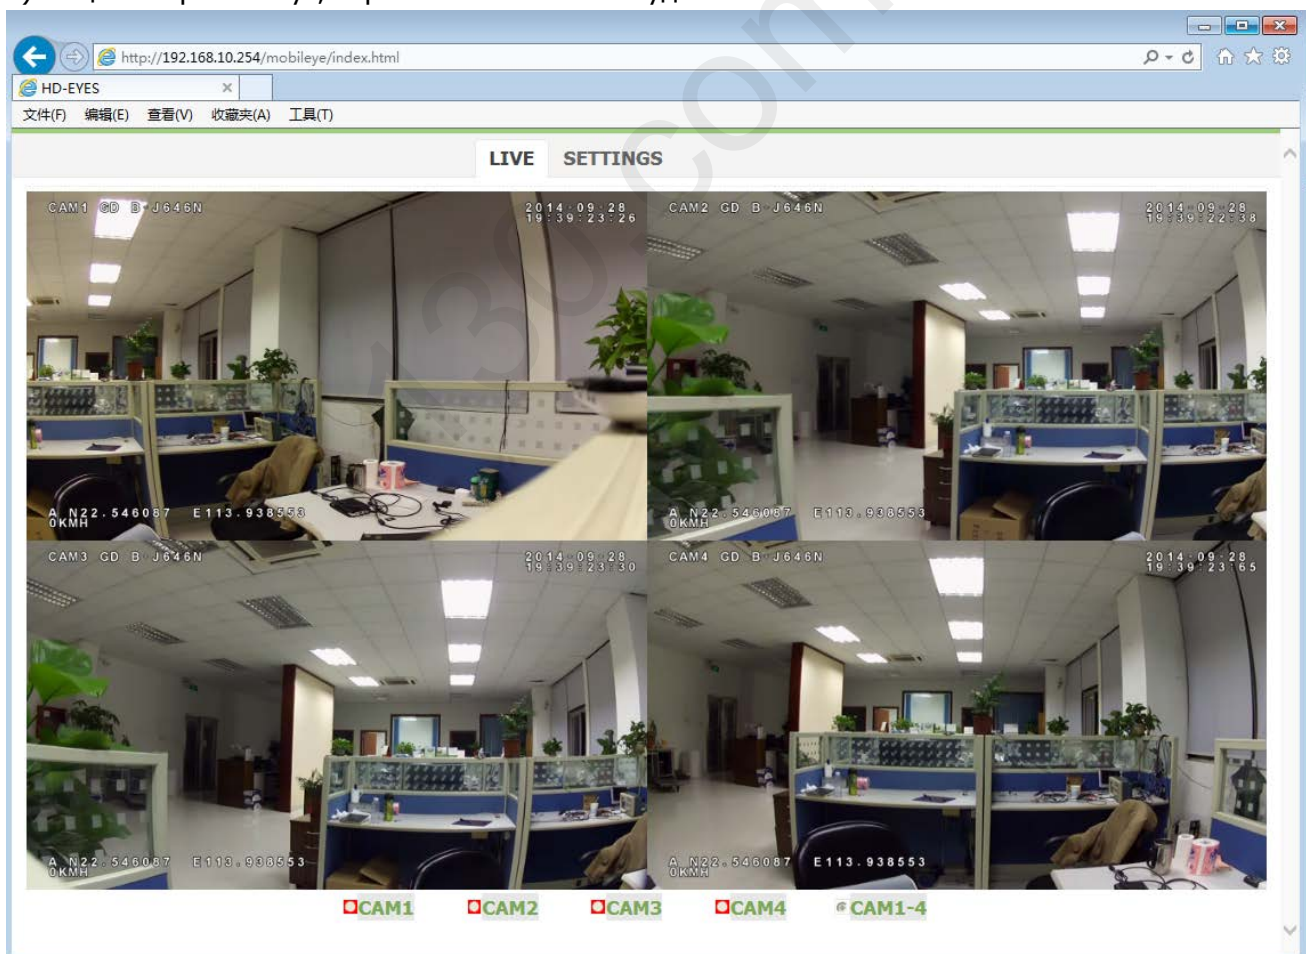 http://192.168.10.254/mobileye/index.html
HD-EYES
文件(F) 编辑(E) 查看(V) 收藏夹(A) 工具(T)
LIVE SETTINGS
CAM1 GD B-J646N 2014-09-28
19:39:23:26
CAM2 GD B-J646N 2014-09-28
19:39:22:38
A N22.546087 E113.938553
0KMH
A N22.546087 E113.938553
0KMH
CAM3 GD B-J646N 2014-09-28
19:39:23:30
CAM4 GD B-J646N 2014-09-28
19:39:23:65
A N22.546087 E113.938553
0KMH
A N22.546087 E113.938553
0KMH
CAM1 CAM2 CAM3 CAM4 CAM1-4